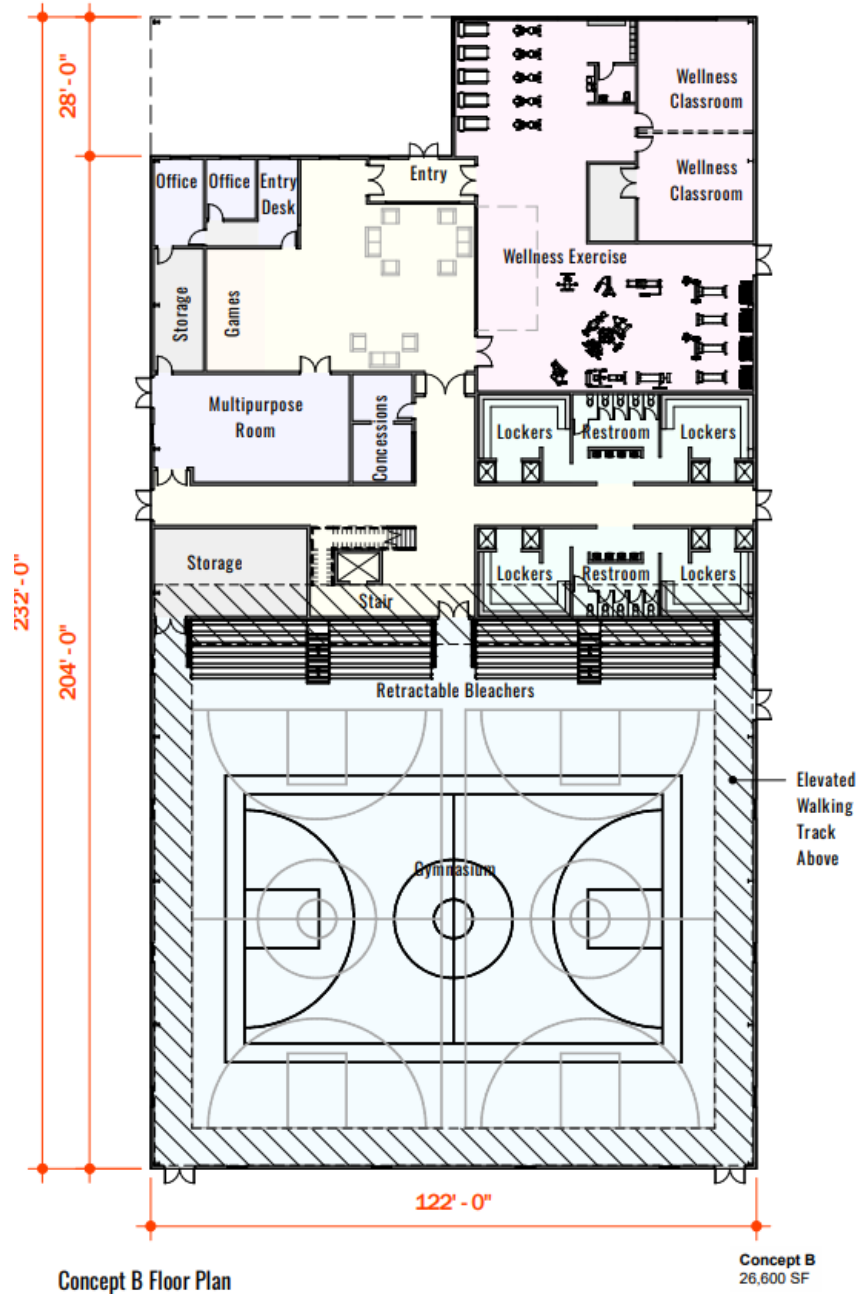 28'-0"
Wellness
Classroom
Office
Office
Entry
Desk
Entry
Wellness
Classroom
Wellness Exercise
Storage
Games
Multipurpose
Room
Concessions
Lockers
Restroom
Lockers
232'-0"
204'-0"
Storage
Stair
Lockers
Restroom
Lockers
Retractable Bleachers
Elevated
Walking
Track
Above
Gymnasium
122'-0"
Concept B Floor Plan
Concept B
26,600 SF